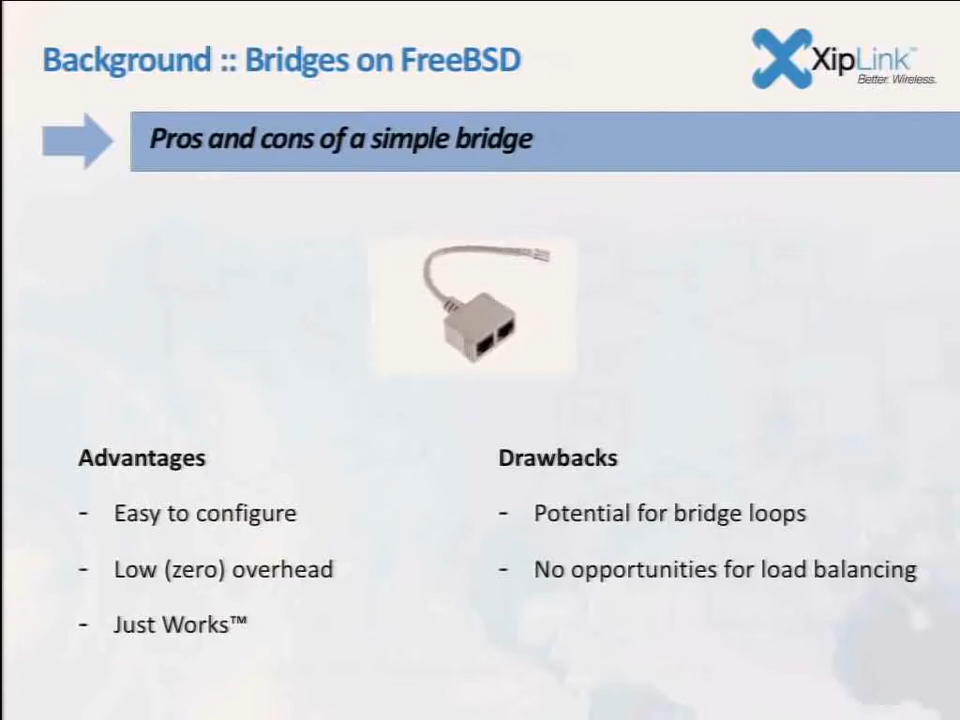 Background :: Bridges on FreeBSD
XipLink™
Better. Wireless.
Pros and cons of a simple bridge
Advantages
- Easy to configure
- Low (zero) overhead
- Just Works™
Drawbacks
- Potential for bridge loops
- No opportunities for load balancing